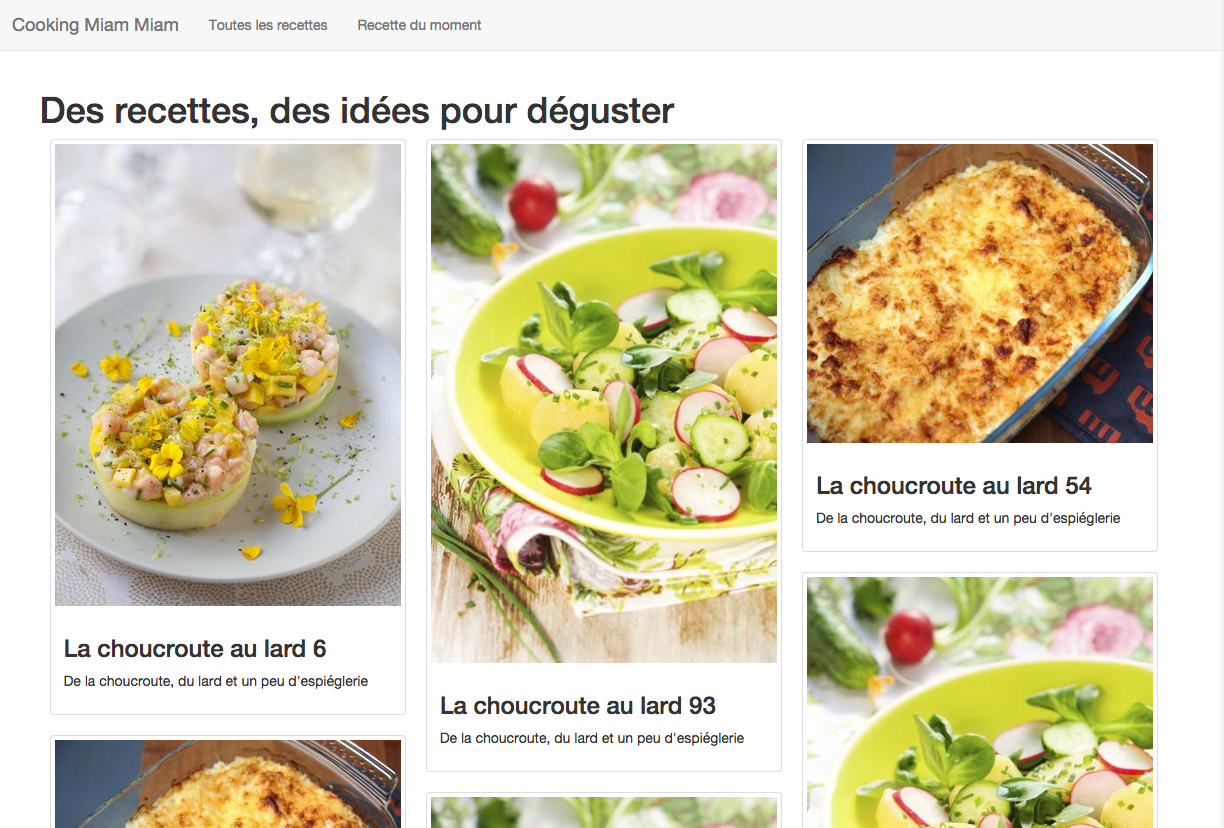 Cooking Miam Miam
Toutes les recettes
Recette du moment
Des recettes, des idées pour déguster
La choucroute au lard 6
De la choucroute, du lard et un peu d'espiéglerie
La choucroute au lard 93
De la choucroute, du lard et un peu d'espiéglerie
La choucroute au lard 54
De la choucroute, du lard et un peu d'espiéglerie